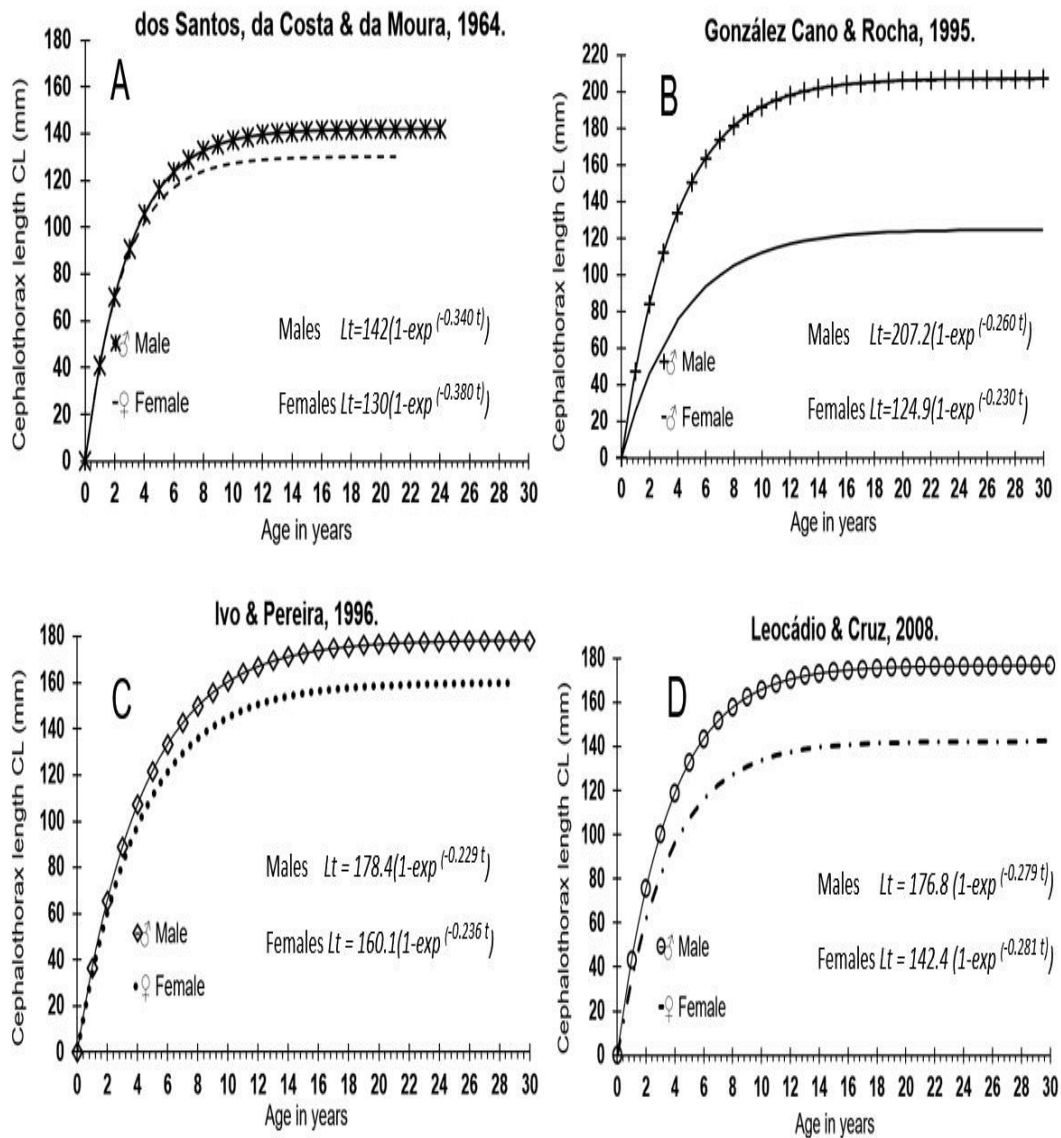 dos Santos, da Costa & da Moura, 1964.
A
Cephalothorax length CL (mm)
180
160
140
120
100
80
60
40
20
0
Males Lt=142(1-exp (-0.340 t))
Females Lt=130(1-exp (-0.380 t))
♂ Male
♀ Female
0 2 4 6 8 10 12 14 16 18 20 22 24 26 28 30
Age in years
González Cano & Rocha, 1995.
B
Cephalothorax length CL (mm)
220
200
180
160
140
120
100
80
60
40
20
0
Males Lt=207.2(1-exp (-0.260 t))
Females Lt=124.9(1-exp (-0.230 t)
♂ Male
♂ Female
0 2 4 6 8 10 12 14 16 18 20 22 24 26 28 30
Age in years
Ivo & Pereira, 1996.
C
Cephalothorax length CL (mm)
180
160
140
120
100
80
60
40
20
0
Males Lt = 178.4(1-exp (-0.229 t)
Females Lt = 160.1(1-exp (-0.236 t)
♂ Male
♀ Female
0 2 4 6 8 10 12 14 16 18 20 22 24 26 28 30
Age in years
Leocádio & Cruz, 2008.
D
Cephalothorax length CL (mm)
180
160
140
120
100
80
60
40
20
0
Males Lt = 176.8 (1-exp (-0.279 t))
Females Lt = 142.4 (1-exp (-0.281 t)
♂ Male
♀ Female
0 2 4 6 8 10 12 14 16 18 20 22 24 26 28 30
Age in years